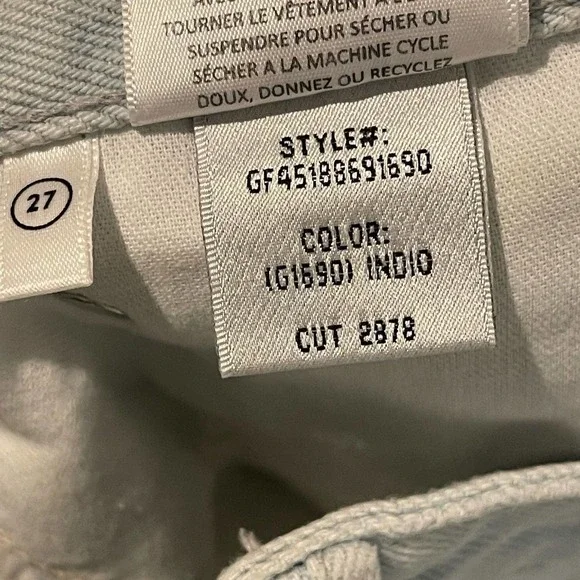 TOURNER LE VÊTEMENT À L'E
SUSPENDRE POUR SÉCHER OU
SÉCHER A LA MACHINE CYCLE
DOUX, DONNEZ OU RECYCLEZ
27
STYLE#:
GF45188691690
COLOR:
(G1690) INDIO
CUT 2878